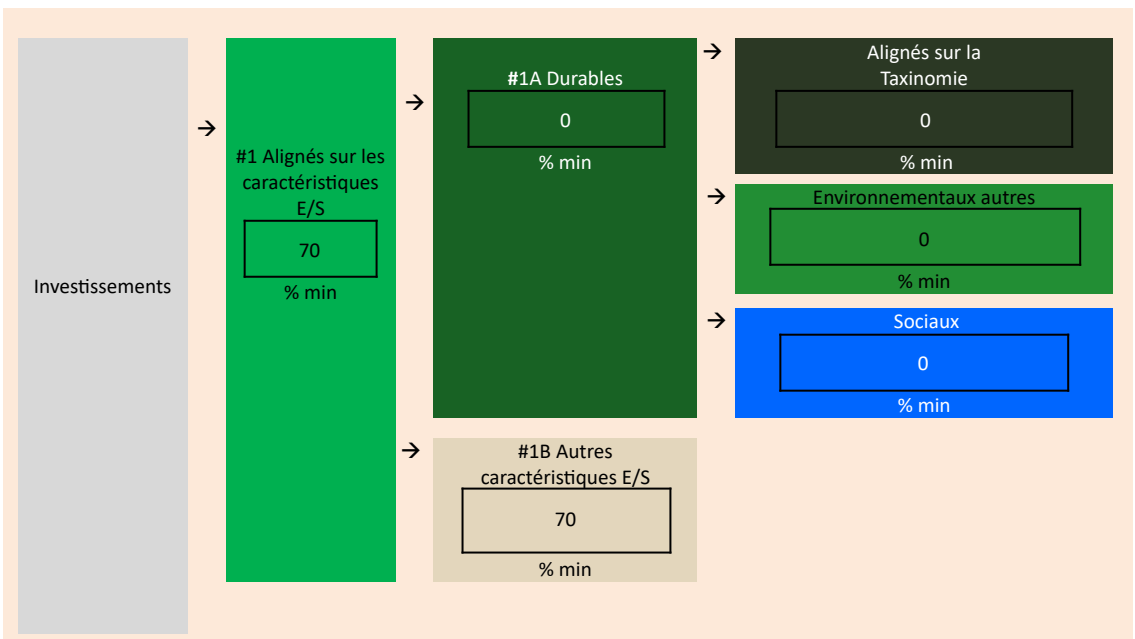 Investissements
→
#1 Alignés sur les
caractéristiques
E/S
70
% min
→
#1A Durables
0
% min
→
Alignés sur la
Taxinomie
0
% min
→
Environnementaux autres
0
% min
→
Sociaux
0
% min
→
#1B Autres
caractéristiques E/S
70
% min